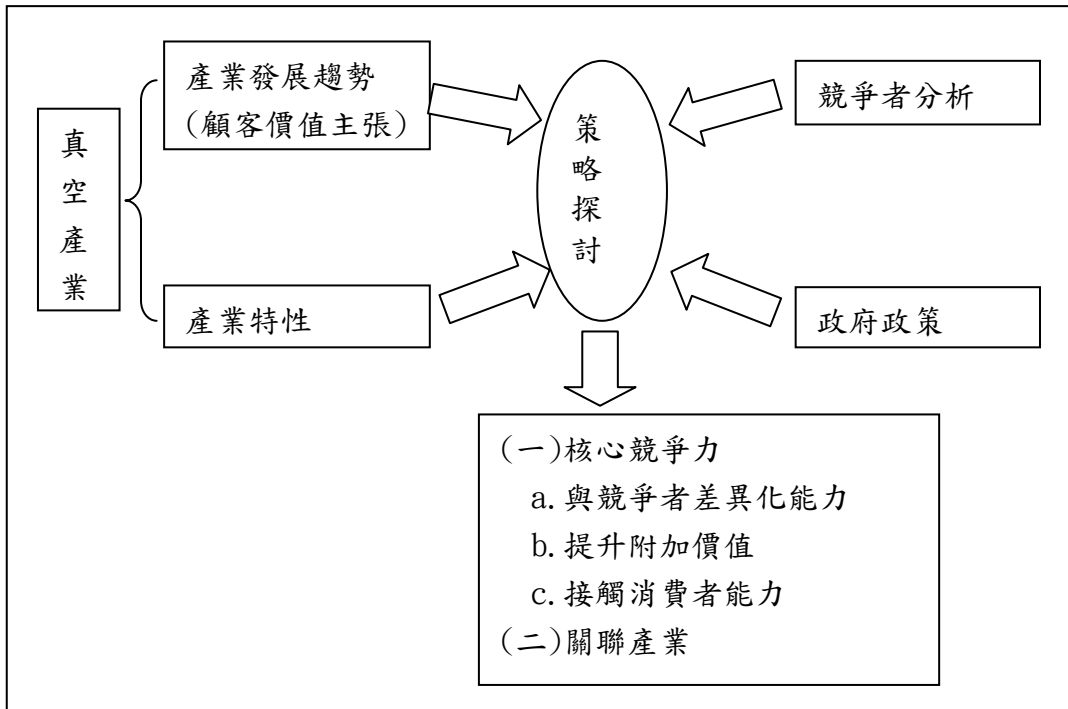 真空產業
產業發展趨勢
(顧客價值主張)
產業特性
策略探討
競爭者分析
政府政策
(一)核心競爭力
a.與競爭者差異化能力
b.提升附加價值
c.接觸消費者能力
(二)關聯產業